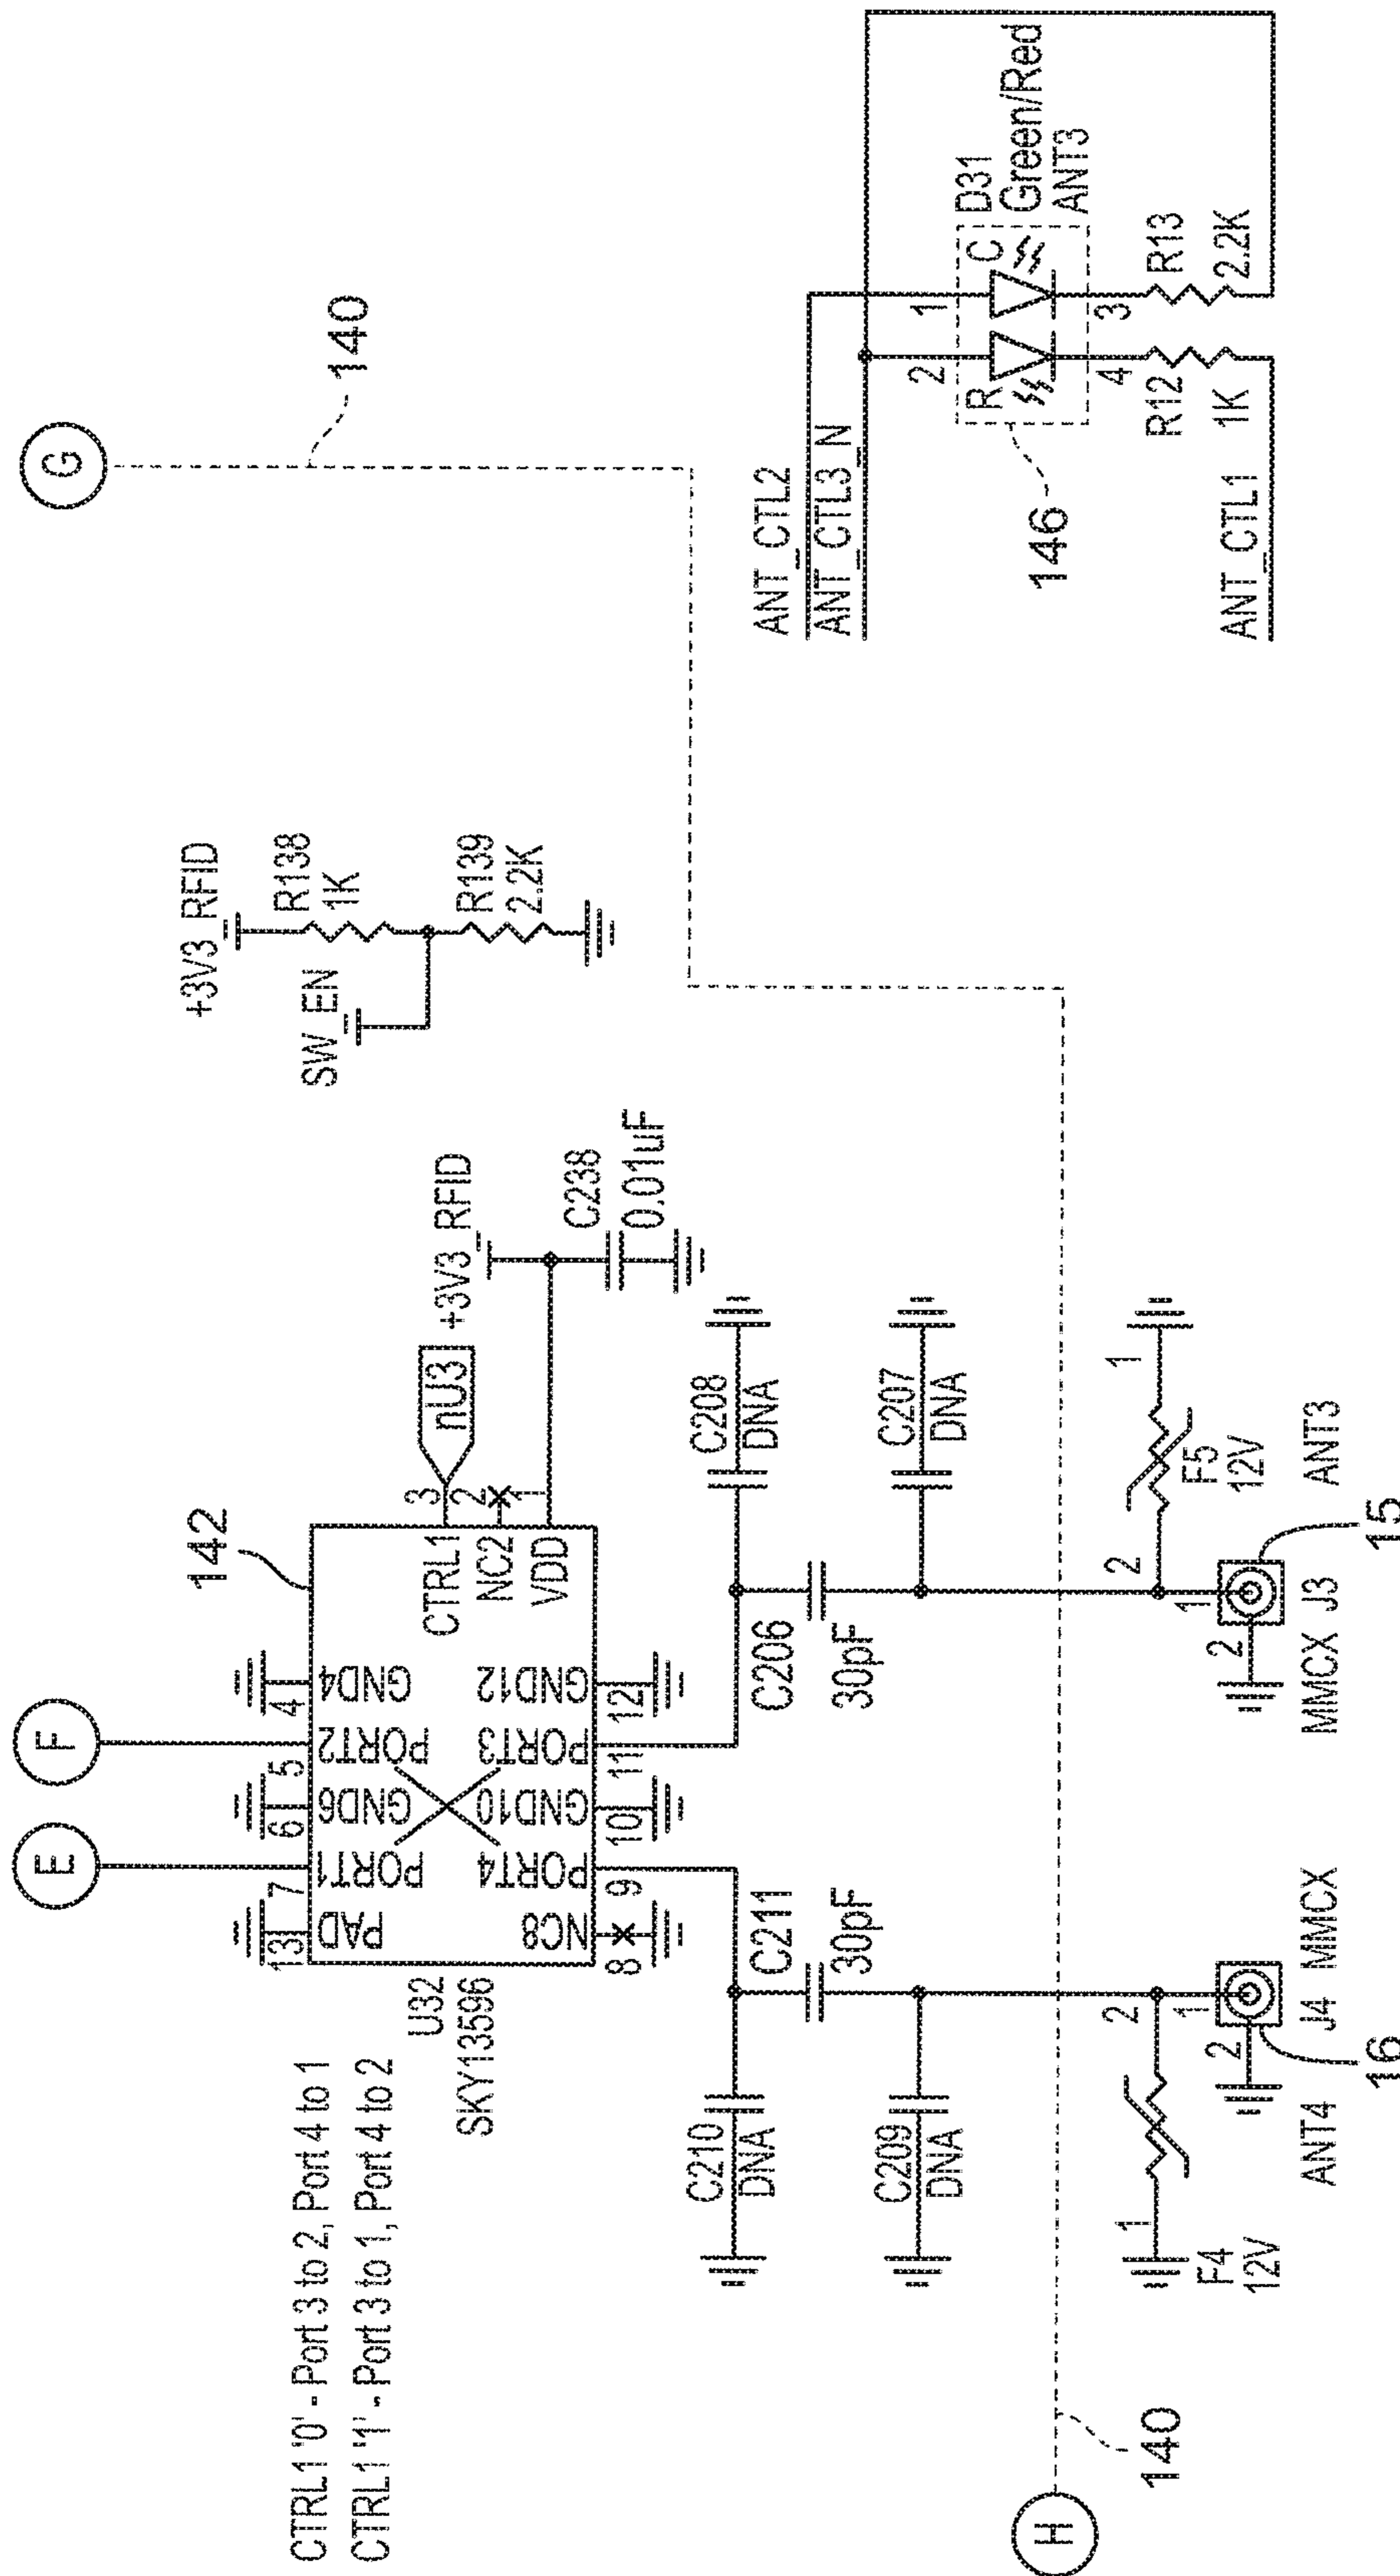 G
140
F
E
142
13
7
6
5
4
PAD
PORT1
GND6
PORT2
GND4
CTRL1
3
nU3
NC2
2
VDD
1
+3V3_RFID
C238
0.01uF
NC8
PORT4
GND10
PORT3
GND12
8
9
10
11
12
U32
SKY13596
CTRL1 '0' - Port 3 to 2, Port 4 to 1
CTRL1 '1' - Port 3 to 1, Port 4 to 2
+3V3_RFID
R138
1K
SW_EN
R139
2.2K
C208
DNA
C206
30pF
C207
DNA
C210
DNA
C211
30pF
C209
DNA
H
140
1
F4
12V
2
1
2
ANT4
J4 MMCX
16
2
1
F5
12V
1
2
MMCX J3
ANT3
15
ANT_CTL2
ANT_CTL3_N
ANT_CTL1
146
2
1
R
C
D31
Green/Red
ANT3
4
3
R12
1K
R13
2.2K